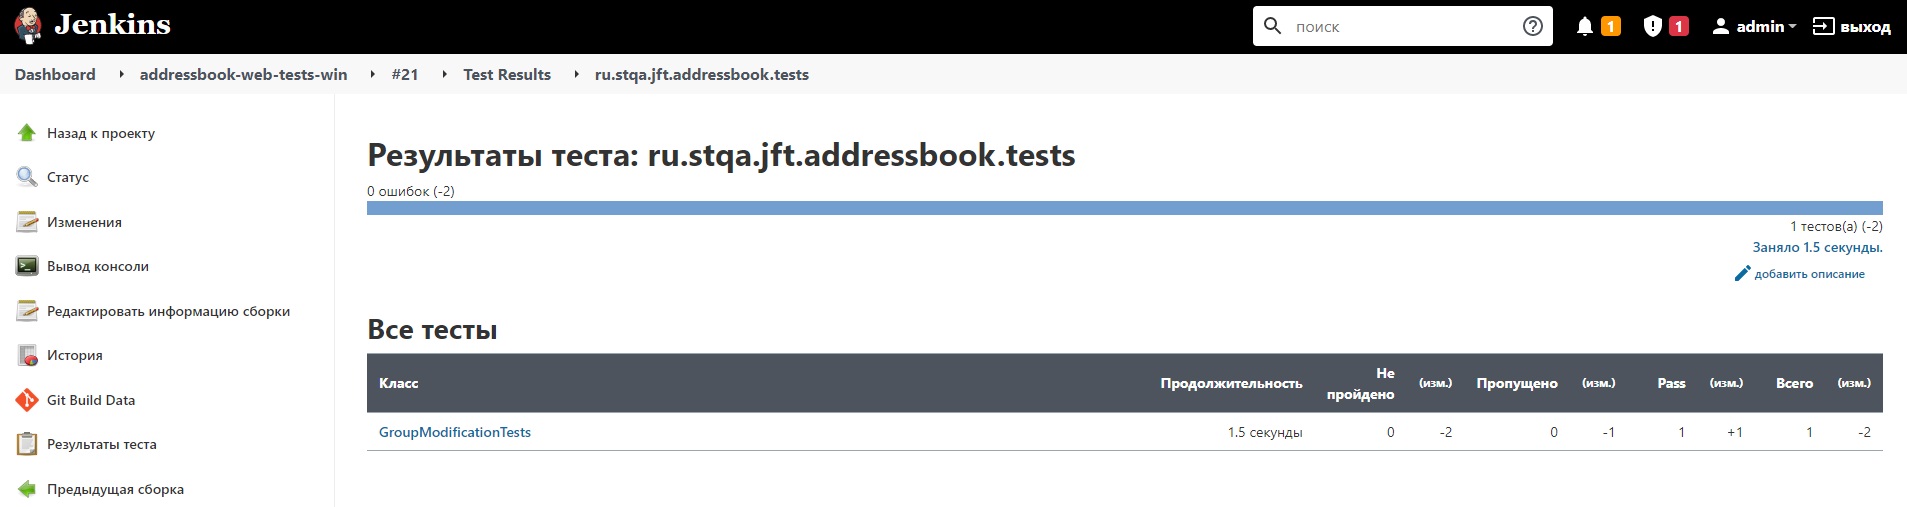 Jenkins
поиск
1
1
admin
выход
Dashboard
addressbook-web-tests-win
#21
Test Results
ru.stqa.jft.addressbook.tests
Назад к проекту
Статус
Изменения
Вывод консоли
Редактировать информацию сборки
История
Git Build Data
Результаты теста
Предыдущая сборка
Результаты теста: ru.stqa.jft.addressbook.tests
0 ошибок (-2)
1 тестов(а) (-2)
Заняло 1.5 секунды.
добавить описание
Все тесты
Класс Продолжительность Не пройдено (изм.) Пропущено (изм.) Pass (изм.) Всего (изм.)
GroupModificationTests 1.5 секунды 0 -2 0 -1 1 +1 1 -2